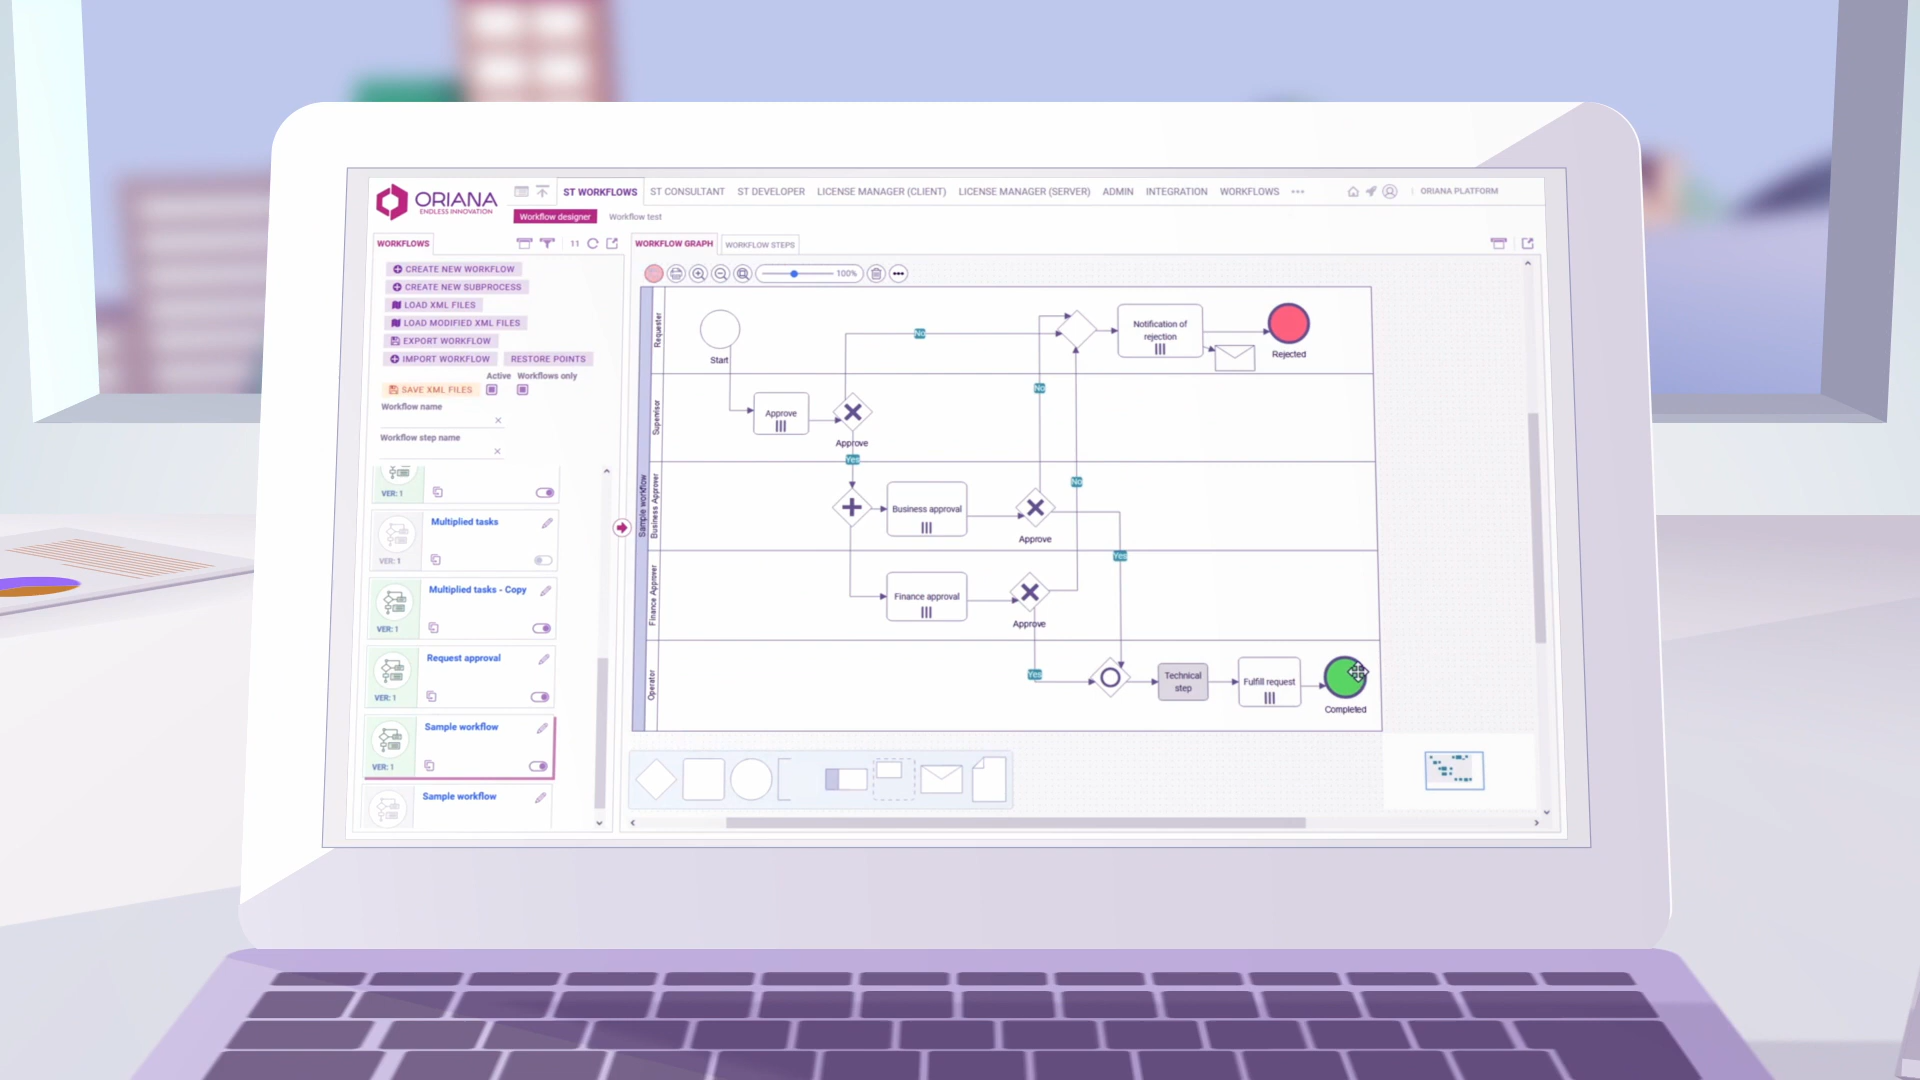 ORIANA
ENDLESS INNOVATION
ST WORKFLOWS
ST CONSULTANT
ST DEVELOPER
LICENSE MANAGER (CLIENT)
LICENSE MANAGER (SERVER)
ADMIN
INTEGRATION
WORKFLOWS
ORIANA PLATFORM
Workflow designer
Workflow test
WORKFLOWS
11
CREATE NEW WORKFLOW
CREATE NEW SUBPROCESS
LOAD XML FILES
LOAD MODIFIED XML FILES
EXPORT WORKFLOW
IMPORT WORKFLOW
RESTORE POINTS
Active
Workflows only
SAVE XML FILES
Workflow name
Workflow step name
VER: 1
Multiplied tasks
VER: 1
Multiplied tasks - Copy
VER: 1
Request approval
VER: 1
Sample workflow
VER: 1
Sample workflow
WORKFLOW GRAPH
WORKFLOW STEPS
100%
Sample workflow
Requester
Start
No
Notification of
rejection
Rejected
Supervisor
Approve
Approve
Yes
No
Business Approver
Business approval
Approve
No
Yes
Finance Approver
Finance approval
Approve
Operator
Yes
Technical
step
Fulfill request
Completed